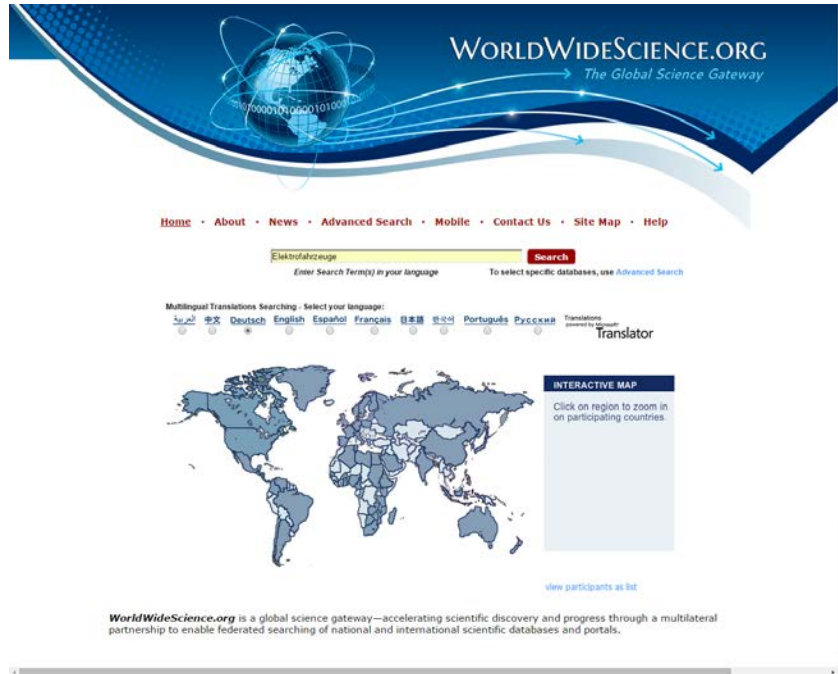 WORLDWIDESCIENCE.ORG
The Global Science Gateway
Home • About • News • Advanced Search • Mobile • Contact Us • Site Map • Help
Elektrofahrzeuge Search
Enter Search Term(s) in your language To select specific databases, use Advanced Search
Multilingual Translations Searching - Select your language:
العربية 中文 Deutsch English Español Français 日本語 한국어 Português Русский
Translations
powered by Microsoft®
Translator
INTERACTIVE MAP
Click on region to zoom in
on participating countries.
view participants as list
WorldWideScience.org is a global science gateway—accelerating scientific discovery and progress through a multilateral
partnership to enable federated searching of national and international scientific databases and portals.